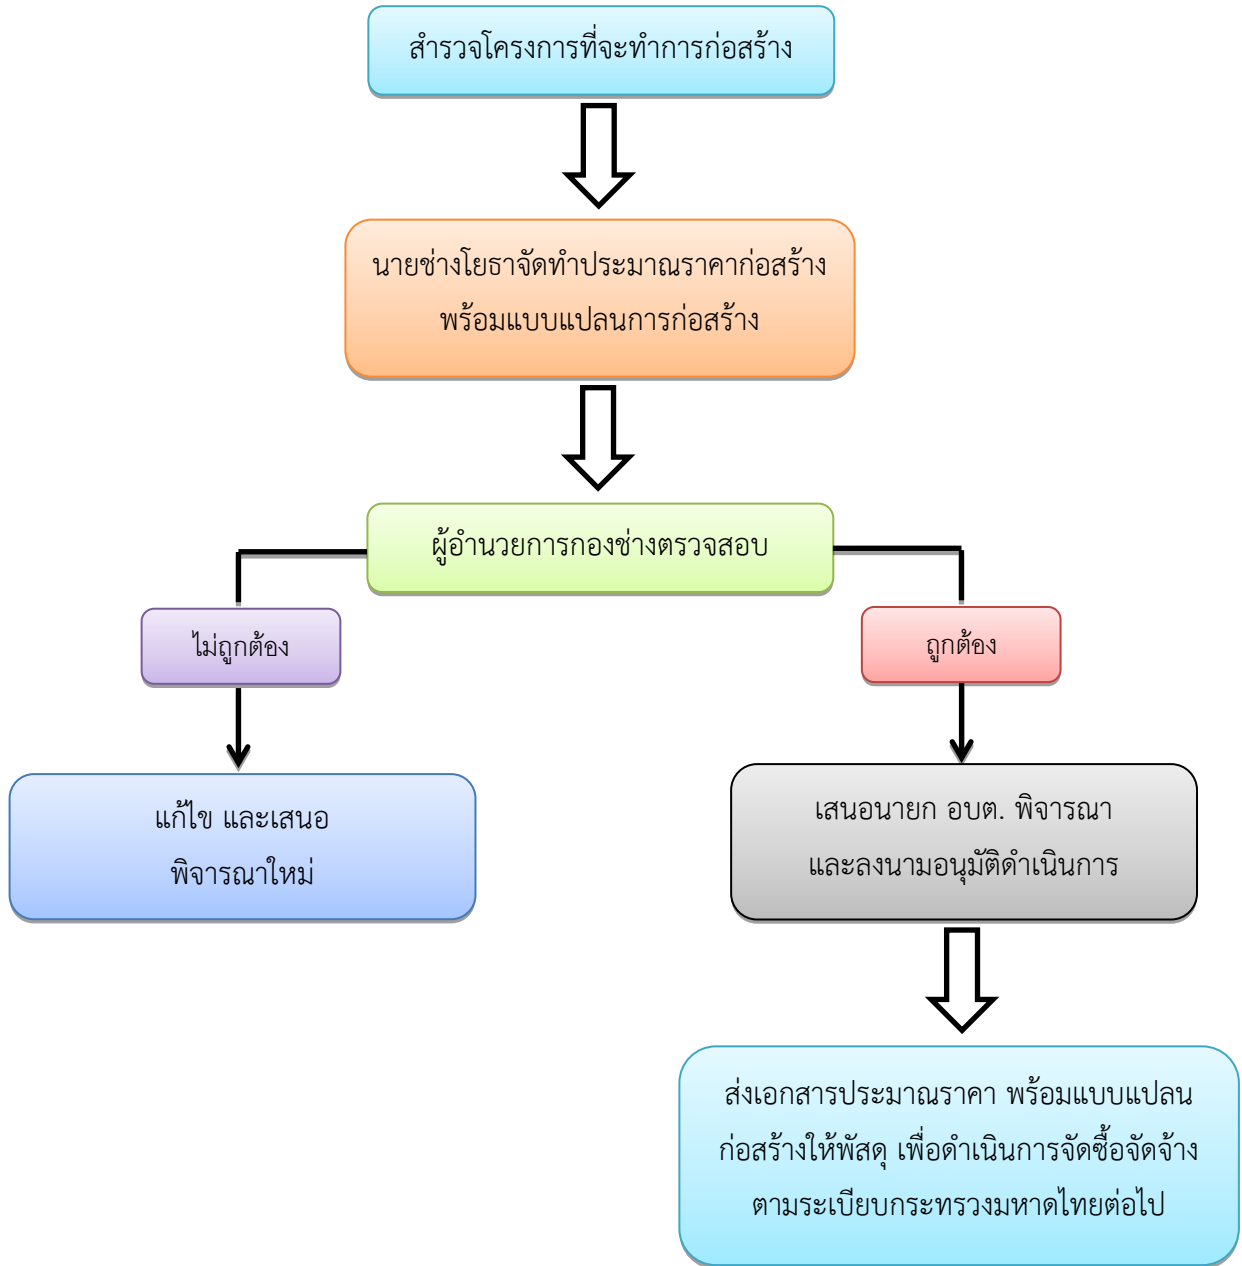 สำรวจโครงการที่จะทำการก่อสร้าง
นายช่างโยธาจัดทำประมาณราคาก่อสร้าง
พร้อมแบบแปลนการก่อสร้าง
ผู้อำนวยการกองช่างตรวจสอบ
ไม่ถูกต้อง
ถูกต้อง
แก้ไข และเสนอ
พิจารณาใหม่
เสนอนายก อบต. พิจารณา
และลงนามอนุมัติดำเนินการ
ส่งเอกสารประมาณราคา พร้อมแบบแปลน
ก่อสร้างให้พัสดุ เพื่อดำเนินการจัดซื้อจัดจ้าง
ตามระเบียบกระทรวงมหาดไทยต่อไป